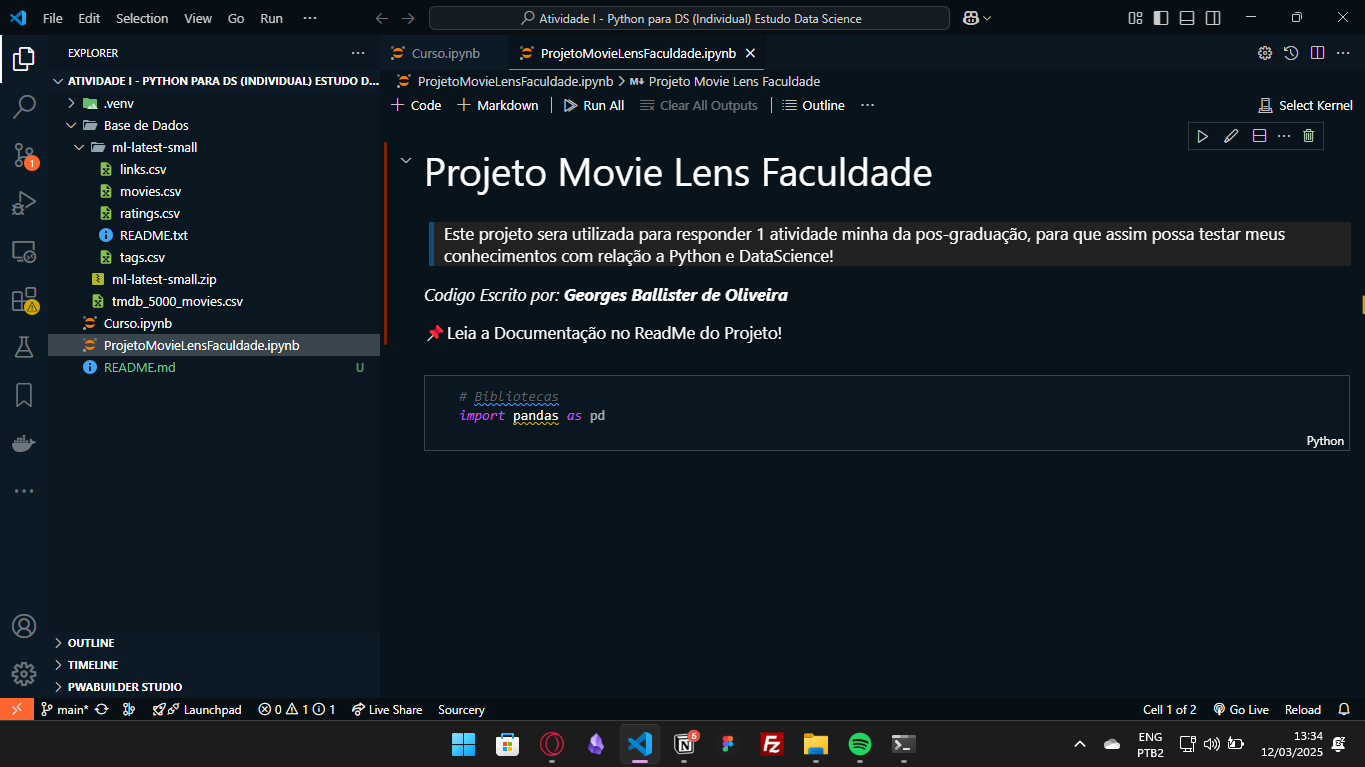 File Edit Selection View Go Run ··· Atividade I - Python para DS (Individual) Estudo Data Science
EXPLORER ···
ATIVIDADE I - PYTHON PARA DS (INDIVIDUAL) ESTUDO D...
.venv
Base de Dados
ml-latest-small
links.csv
movies.csv
ratings.csv
README.txt
tags.csv
ml-latest-small.zip
tmdb_5000_movies.csv
Curso.ipynb
ProjetoMovieLensFaculdade.ipynb
README.md U
OUTLINE
TIMELINE
PWABUILDER STUDIO
1
Curso.ipynb ProjetoMovieLensFaculdade.ipynb
ProjetoMovieLensFaculdade.ipynb > M↓ Projeto Movie Lens Faculdade
+ Code + Markdown Run All Clear All Outputs Outline ··· Select Kernel
Projeto Movie Lens Faculdade
Este projeto sera utilizada para responder 1 atividade minha da pos-graduação, para que assim possa testar meus
conhecimentos com relação a Python e DataScience!
Codigo Escrito por: Georges Ballister de Oliveira
📌Leia a Documentação no ReadMe do Projeto!
# Bibliotecas
import pandas as pd
Python
main* Launchpad 0 1 1 Live Share Sourcery Cell 1 of 2 Go Live Reload
5
ENG
PTB2
13:34
12/03/2025